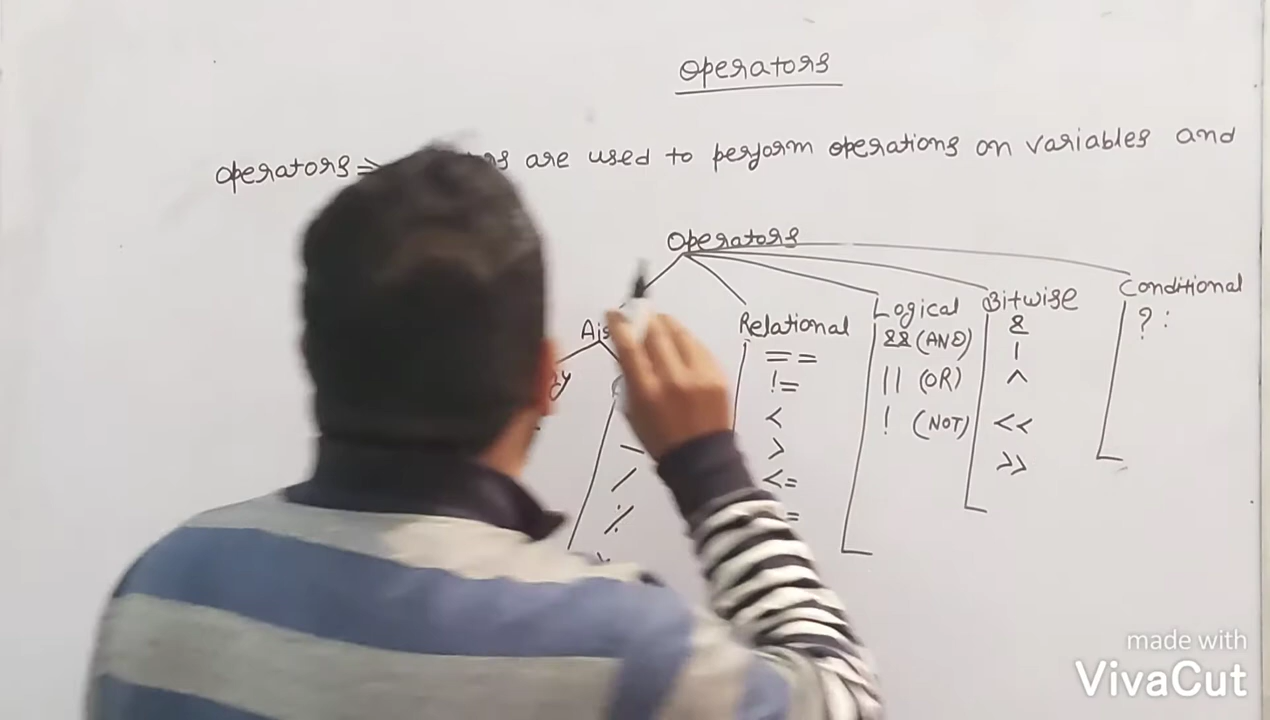 Operators
Operators ⇒ are used to perform operations on variables and
Operators
Relational
==
!=
<
>
<=
=
Logical
&& (AND)
|| (OR)
! (NOT)
Bitwise
&
|
^
<<
>>
Conditional
? :
-
/
%
made with
VivaCut